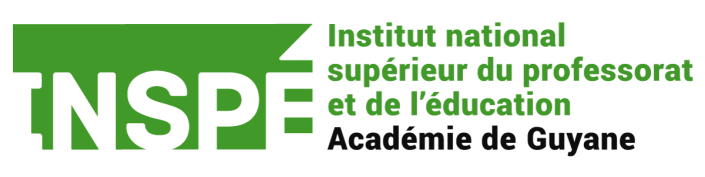 INSPÉ
Institut national
supérieur du professorat
et de l'éducation
Académie de Guyane